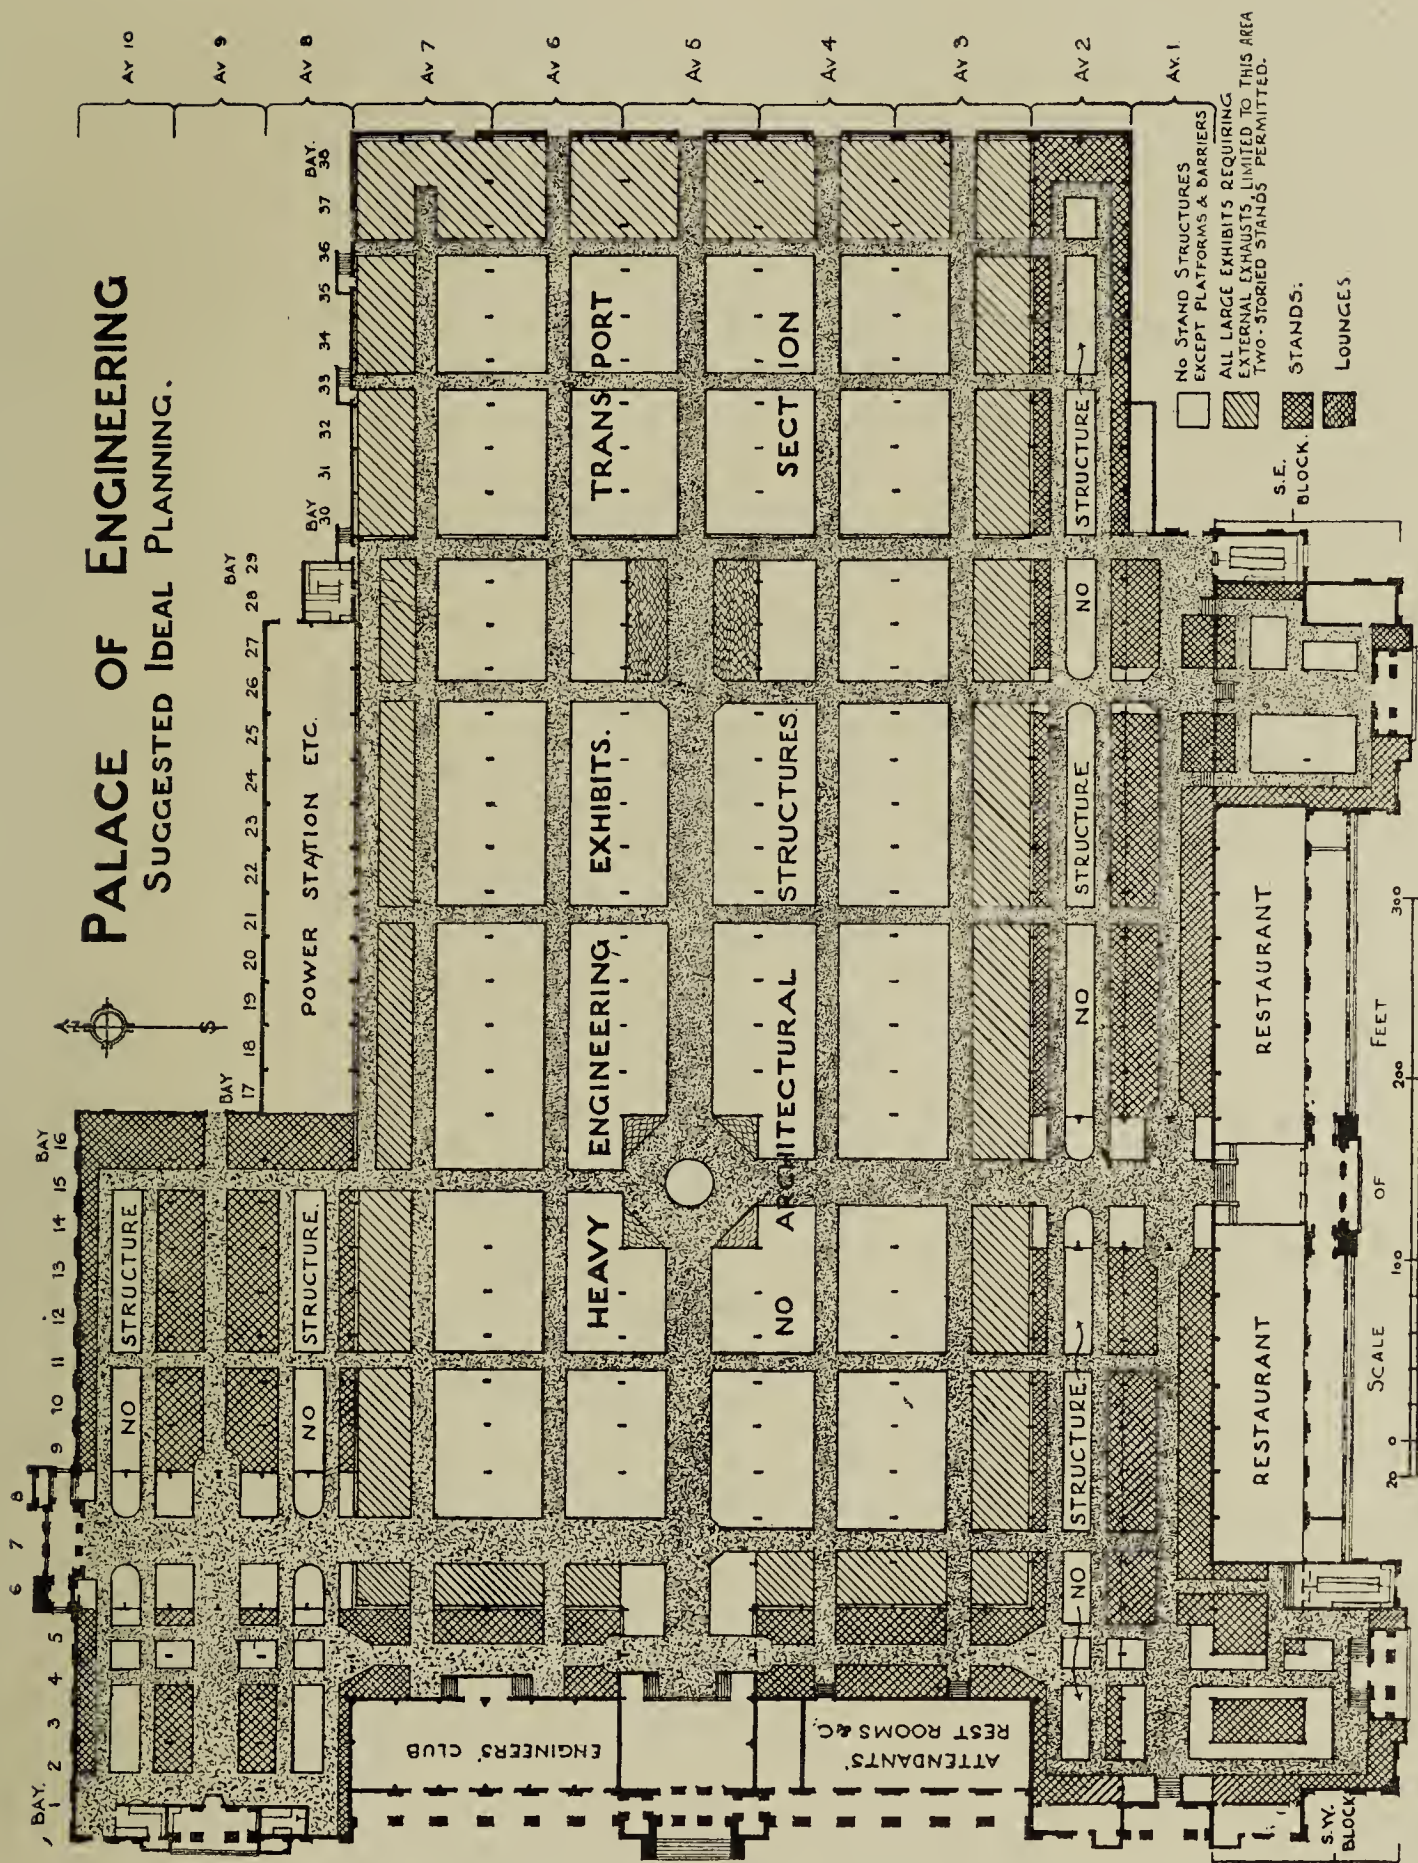 PALACE OF ENGINEERING
SUGGESTED IDEAL PLANNING.
N
S
Av 10
Av 9
Av 8
Av 7
Av 6
Av 5
Av 4
Av 3
Av 2
Av. 1
BAY.
1 2 3 4 5 6 7 8 9 10 11 12 13 14 15 16
BAY
BAY
17 18 19 20 21 22 23 24 25 26 27 28 29
BAY
BAY
30 31 32 33 34 35 36 37 38
BAY.
POWER STATION ETC.
NO STRUCTURE
NO STRUCTURE.
HEAVY ENGINEERING EXHIBITS.
NO ARCHITECTURAL STRUCTURES.
TRANSPORT
SECTION
NO STRUCTURE.
NO STRUCTURE
NO STRUCTURE
ENGINEERS' CLUB
ATTENDANTS'
REST ROOMS &C.
RESTAURANT
RESTAURANT
S.W.
BLOCK
S.E.
BLOCK.
NO STAND STRUCTURES
EXCEPT PLATFORMS & BARRIERS
ALL LARGE EXHIBITS REQUIRING
EXTERNAL EXHAUSTS, LIMITED TO THIS AREA
TWO-STORIED STANDS PERMITTED.
STANDS.
LOUNGES
20 0 100 200 300
SCALE OF FEET